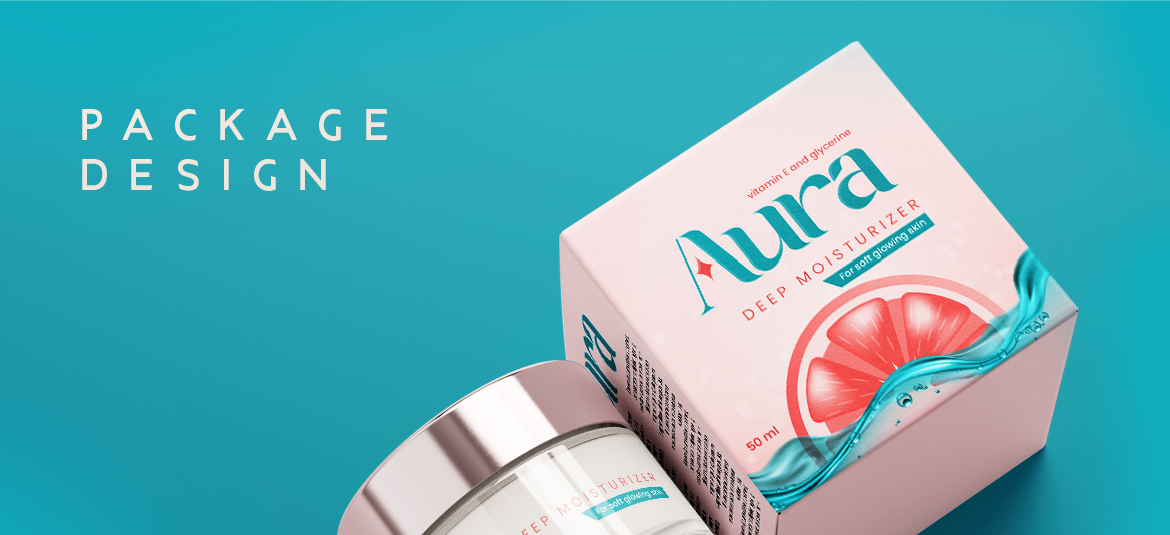 PACKAGE
DESIGN
vitamin E and glycerine
Aura
DEEP MOISTURIZER
For soft glowing skin
50 ml
Aura
DEEP MOISTURIZER
For soft glowing skin